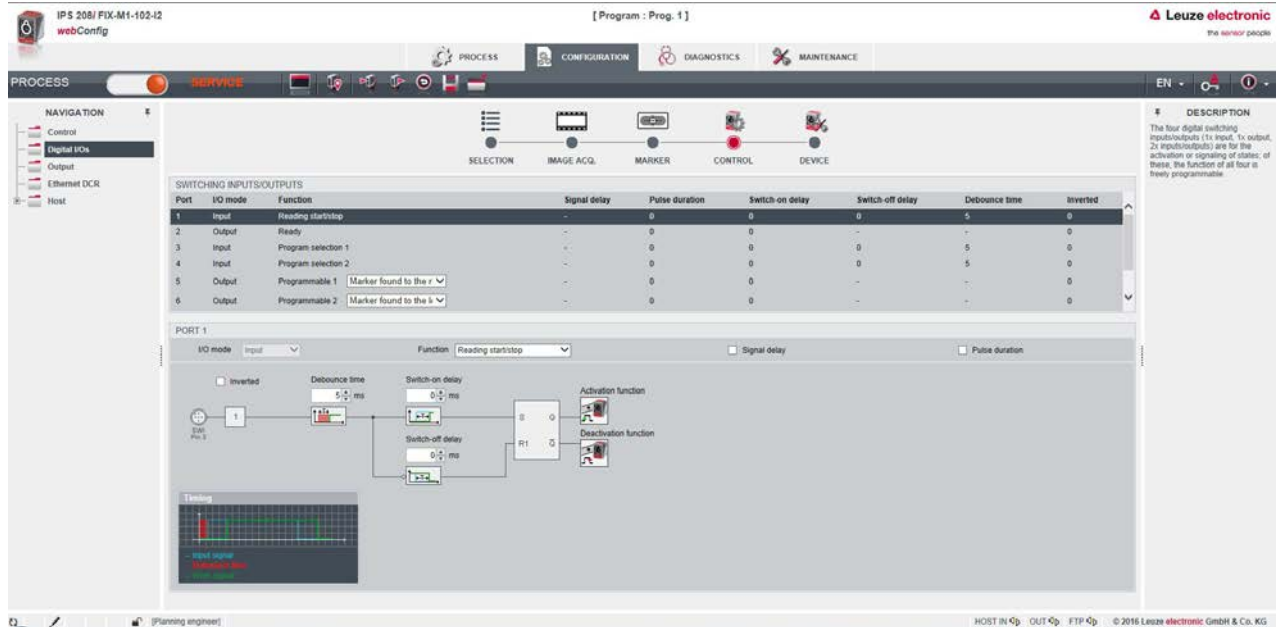 IPS 208i FIX-M1-102-I2
webConfig
[ Program : Prog. 1 ]
Leuze electronic
the sensor people
PROCESS
CONFIGURATION
DIAGNOSTICS
MAINTENANCE
PROCESS
SERVICE
EN
NAVIGATION
Control
Digital I/Os
Output
Ethernet DCR
Host
SELECTION
IMAGE ACQ.
MARKER
CONTROL
DEVICE
DESCRIPTION
The four digital switching
inputs/outputs (1x input, 1x output,
2x inputs/outputs) are for the
activation or signaling of states; of
these, the function of all four is
freely programmable.
SWITCHING INPUTS/OUTPUTS
Port I/O mode Function Signal delay Pulse duration Switch-on delay Switch-off delay Debounce time Inverted
1 Input Reading start/stop - 0 0 0 5 0
2 Output Ready - 0 0 - - 0
3 Input Program selection 1 - 0 0 0 5 0
4 Input Program selection 2 - 0 0 0 5 0
5 Output Programmable 1 Marker found to the r - 0 0 - - 0
6 Output Programmable 2 Marker found to the l - 0 0 - - 0
PORT 1
I/O mode Input Function Reading start/stop Signal delay Pulse duration
Inverted
Debounce time
5 ms
Switch-on delay
0 ms
Activation function
1
SWI
Pin 2
S Q
R1 Q
Switch-off delay
0 ms
Deactivation function
Timing
Input signal
[Planning engineer]
HOST IN OUT FTP © 2016 Leuze electronic GmbH & Co. KG